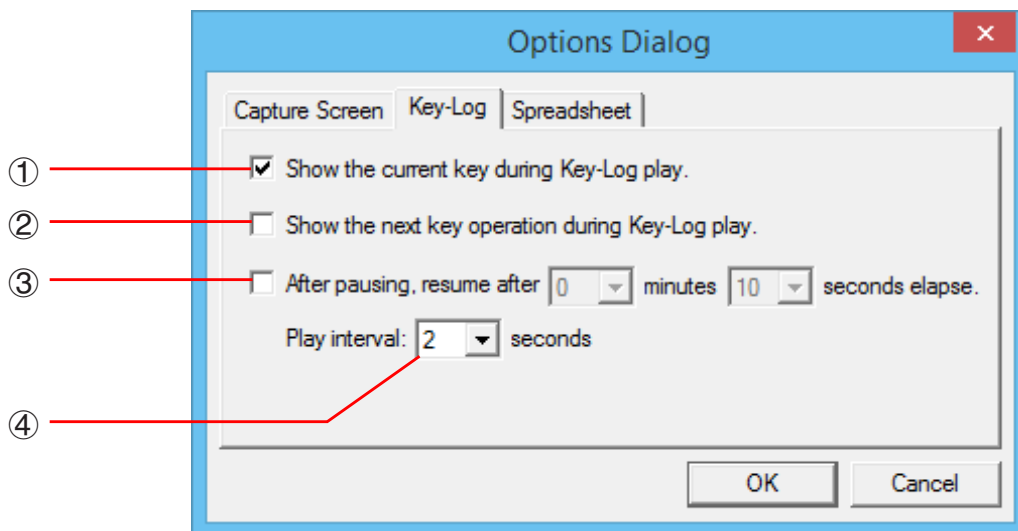 Options Dialog
Capture Screen Key-Log Spreadsheet
① Show the current key during Key-Log play.
② Show the next key operation during Key-Log play.
③ After pausing, resume after 0 minutes 10 seconds elapse.
Play interval: 2 seconds
④
OK Cancel